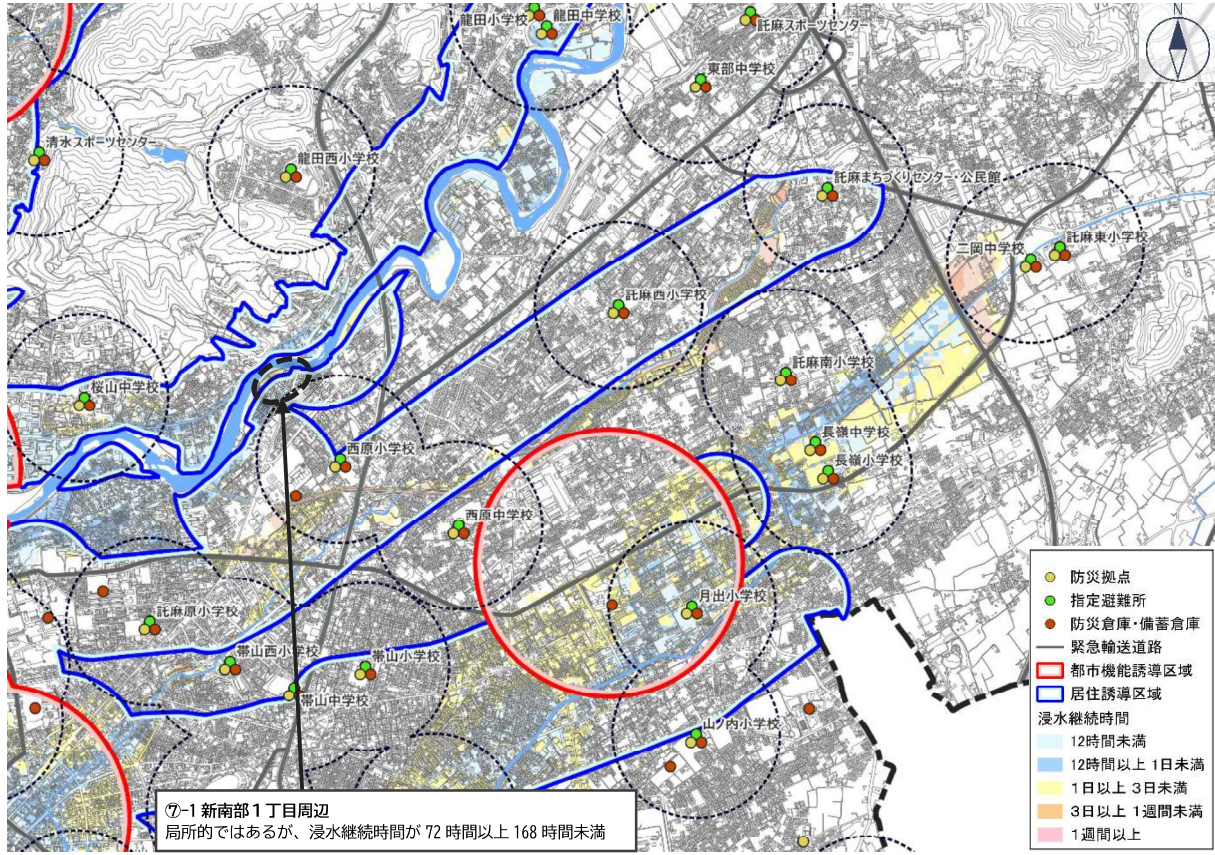 龍田小学校
龍田中学校
託麻スポーツセンター
N
東部中学校
清水スポーツセンター
龍田西小学校
託麻まちづくりセンター・公民館
二岡中学校
託麻東小学校
託麻西小学校
託麻南小学校
桜山中学校
長嶺中学校
西原小学校
長嶺小学校
西原中学校
月出小学校
託麻原小学校
帯山西小学校
帯山小学校
帯山中学校
山ノ内小学校
⑦-1 新南部1丁目周辺
局所的ではあるが、浸水継続時間が 72 時間以上 168 時間未満
防災拠点
指定避難所
防災倉庫・備蓄倉庫
緊急輸送道路
都市機能誘導区域
居住誘導区域
浸水継続時間
12時間未満
12時間以上 1日未満
1日以上 3日未満
3日以上 1週間未満
1週間以上